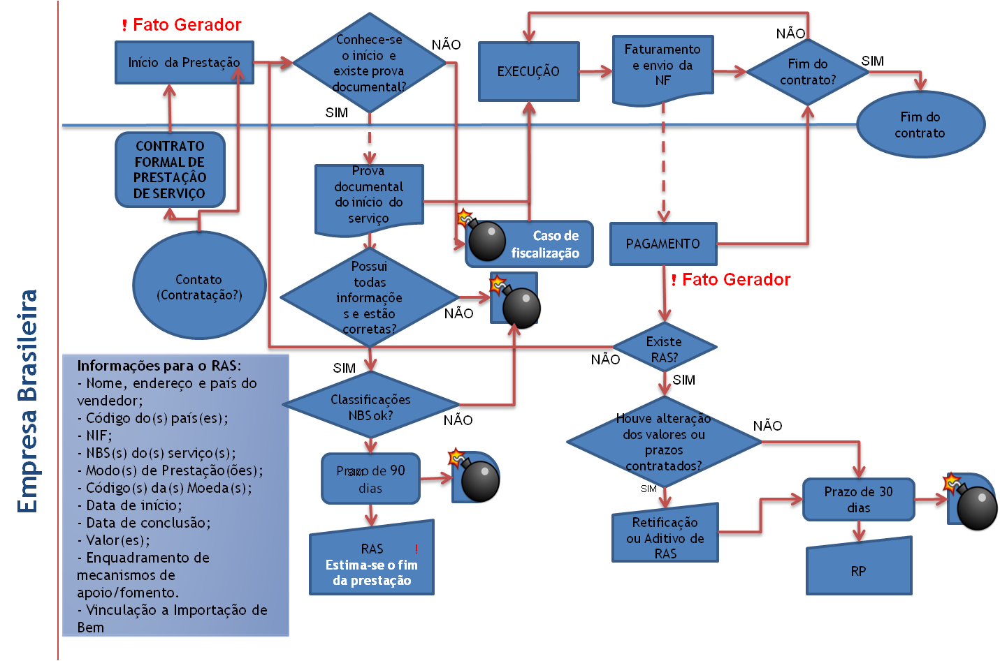 Empresa Brasileira
! Fato Gerador
Início da Prestação
CONTRATO
FORMAL DE
PRESTAÇÂO
DE SERVIÇO
Contato
(Contratação?)
Conhece-se
o início e
existe prova
documental?
NÃO
SIM
Prova
documental
do início do
serviço
Caso de
fiscalização
Possui
todas
informaçõe
s e estão
corretas?
NÃO
SIM
Classificações
NBS ok?
NÃO
SIM
Prazo de 90
dias
RAS
!
Estima-se o fim
da prestação
EXECUÇÃO
Faturamento
e envio da
NF
NÃO
Fim do
contrato?
SIM
Fim do
contrato
PAGAMENTO
! Fato Gerador
Existe
RAS?
NÃO
SIM
Houve alteração
dos valores ou
prazos
contratados?
NÃO
SIM
Retificação
ou Aditivo de
RAS
Prazo de 30
dias
RP
Informações para o RAS:
- Nome, endereço e país do
vendedor;
- Código do(s) país(es);
- NIF;
- NBS(s) do(s) serviço(s);
- Modo(s) de Prestação(ões);
- Código(s) da(s) Moeda(s);
- Data de início;
- Data de conclusão;
- Valor(es);
- Enquadramento de
mecanismos de
apoio/fomento.
- Vinculação a Importação de
Bem